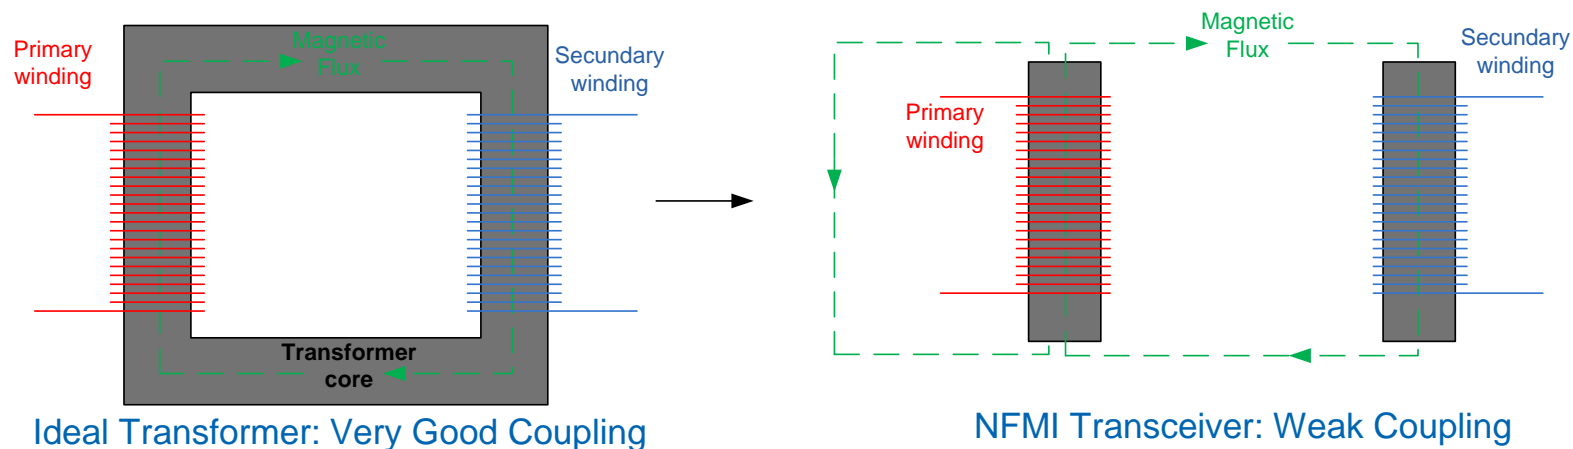 Primary
winding
Magnetic
Flux
Secundary
winding
Transformer
core
Ideal Transformer: Very Good Coupling
Magnetic
Flux
Primary
winding
Secundary
winding
NFMI Transceiver: Weak Coupling